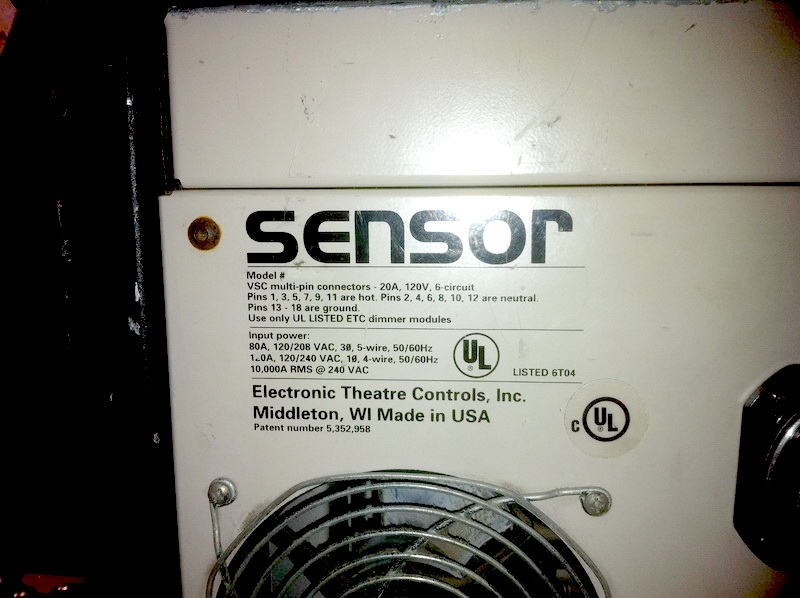 SENSOR
Model #
VSC multi-pin connectors - 20A, 120V, 6-circuit
Pins 1, 3, 5, 7, 9, 11 are hot. Pins 2, 4, 6, 8, 10, 12 are neutral.
Pins 13 - 18 are ground.
Use only UL LISTED ETC dimmer modules
Input power:
80A, 120/208 VAC, 3Ø, 5-wire, 50/60Hz
120/240 VAC, 1Ø, 4-wire, 50/60Hz
10,000A RMS @ 240 VAC
UL ®
LISTED 6T04
Electronic Theatre Controls, Inc.
Middleton, WI Made in USA
Patent number 5,352,958
C UL ®